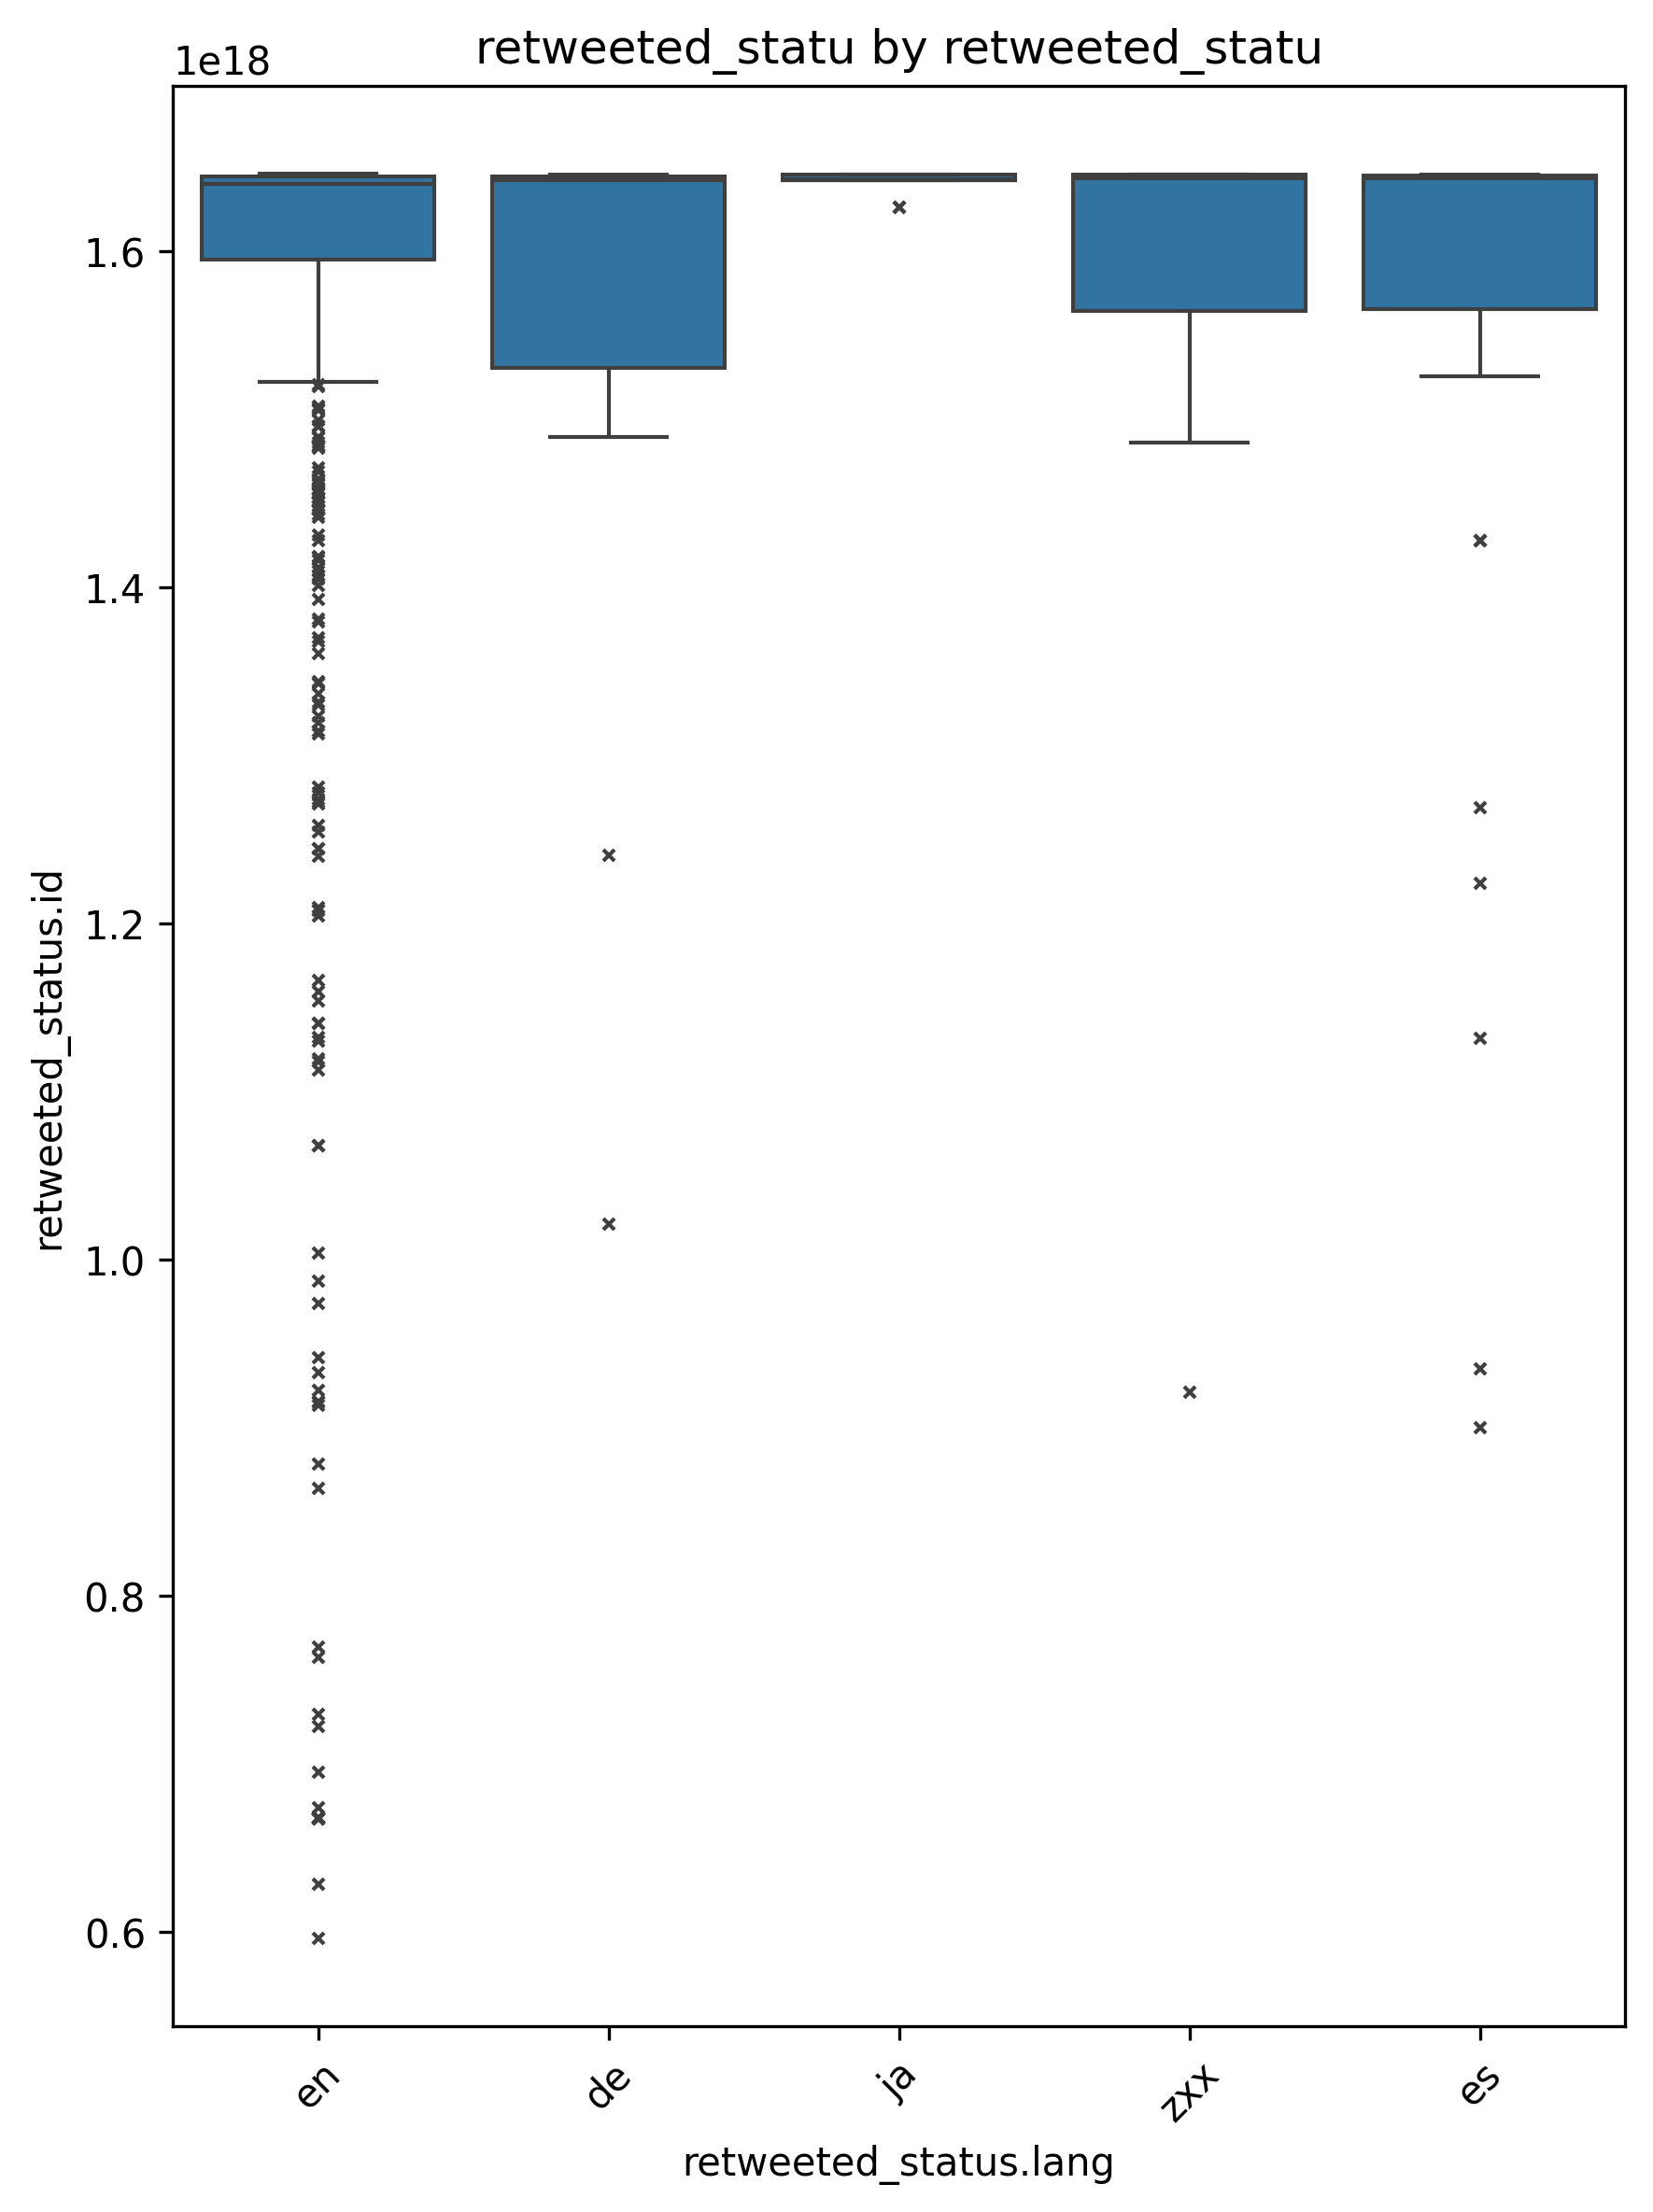 retweeted_statu by retweeted_statu
1e18
1.6
1.4
1.2
1.0
0.8
0.6
retweeted_status.id
en
de
ja
zxx
es
retweeted_status.lang